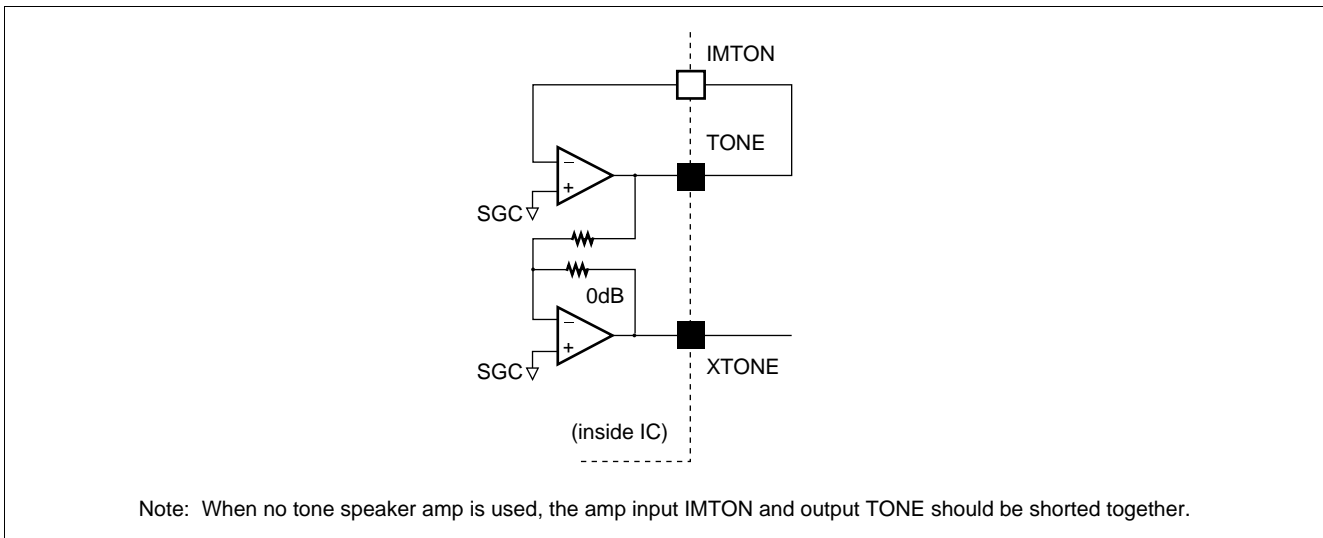 IMTON
TONE
−
+
SGC
0dB
−
+
SGC
XTONE
(inside IC)
Note: When no tone speaker amp is used, the amp input IMTON and output TONE should be shorted together.